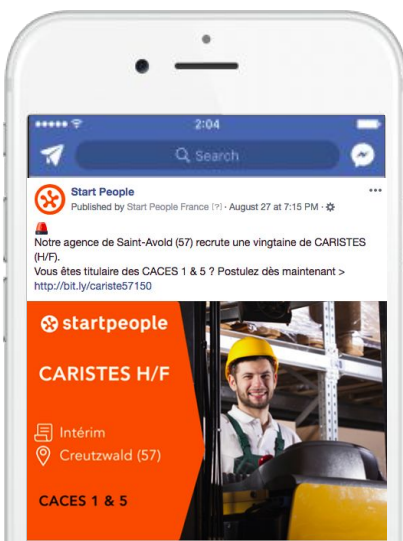 2:04
Search
Start People
Published by Start People France [?] · August 27 at 7:15 PM ·
Notre agence de Saint-Avold (57) recrute une vingtaine de CARISTES
(H/F).
Vous êtes titulaire des CACES 1 & 5 ? Postulez dès maintenant >
http://bit.ly/cariste57150
startpeople
CARISTES H/F
Intérim
Creutzwald (57)
CACES 1 & 5